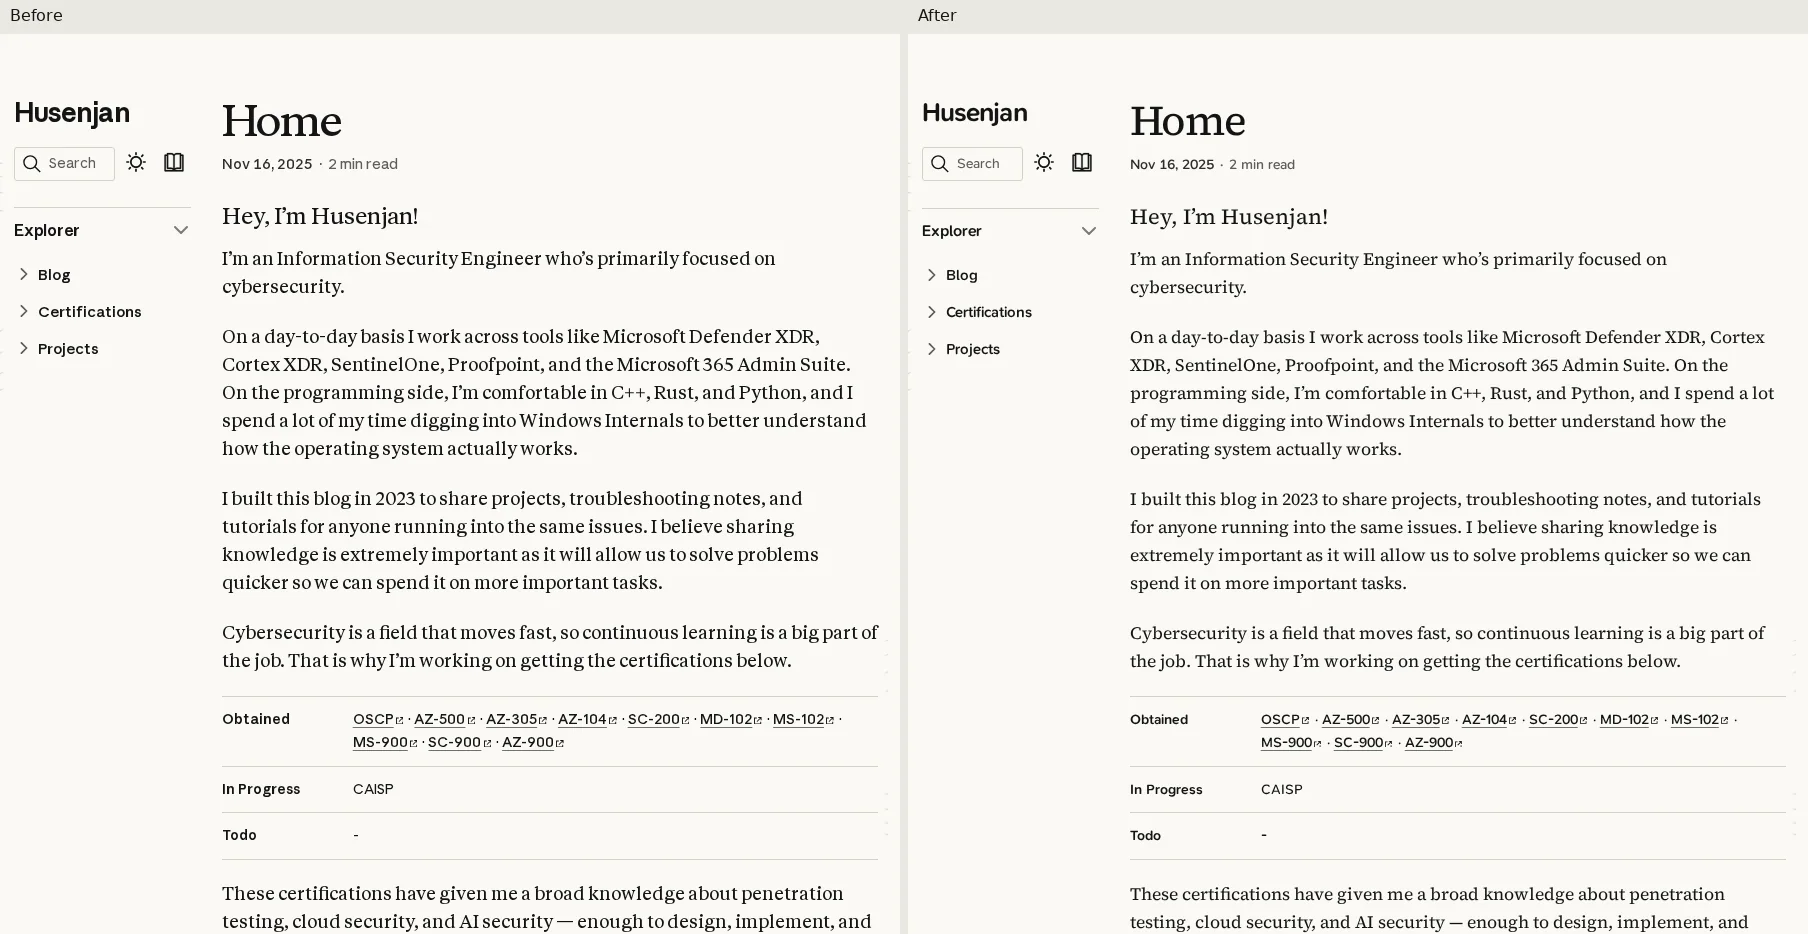 Before
Husenjan
Search
Explorer
Blog
Certifications
Projects
Home
Nov 16, 2025 · 2 min read
Hey, I’m Husenjan!
I’m an Information Security Engineer who’s primarily focused on
cybersecurity.
On a day-to-day basis I work across tools like Microsoft Defender XDR,
Cortex XDR, SentinelOne, Proofpoint, and the Microsoft 365 Admin Suite.
On the programming side, I’m comfortable in C++, Rust, and Python, and I
spend a lot of my time digging into Windows Internals to better understand
how the operating system actually works.
I built this blog in 2023 to share projects, troubleshooting notes, and
tutorials for anyone running into the same issues. I believe sharing
knowledge is extremely important as it will allow us to solve problems
quicker so we can spend it on more important tasks.
Cybersecurity is a field that moves fast, so continuous learning is a big part of
the job. That is why I’m working on getting the certifications below.
Obtained OSCP · AZ-500 · AZ-305 · AZ-104 · SC-200 · MD-102 · MS-102 ·
MS-900 · SC-900 · AZ-900
In Progress CAISP
Todo -
These certifications have given me a broad knowledge about penetration
testing, cloud security, and AI security — enough to design, implement, and
After
Husenjan
Search
Explorer
Blog
Certifications
Projects
Home
Nov 16, 2025 · 2 min read
Hey, I’m Husenjan!
I’m an Information Security Engineer who’s primarily focused on
cybersecurity.
On a day-to-day basis I work across tools like Microsoft Defender XDR, Cortex
XDR, SentinelOne, Proofpoint, and the Microsoft 365 Admin Suite. On the
programming side, I’m comfortable in C++, Rust, and Python, and I spend a lot
of my time digging into Windows Internals to better understand how the
operating system actually works.
I built this blog in 2023 to share projects, troubleshooting notes, and tutorials
for anyone running into the same issues. I believe sharing knowledge is
extremely important as it will allow us to solve problems quicker so we can
spend it on more important tasks.
Cybersecurity is a field that moves fast, so continuous learning is a big part of
the job. That is why I’m working on getting the certifications below.
Obtained OSCP · AZ-500 · AZ-305 · AZ-104 · SC-200 · MD-102 · MS-102 ·
MS-900 · SC-900 · AZ-900
In Progress CAISP
Todo -
These certifications have given me a broad knowledge about penetration
testing, cloud security, and AI security — enough to design, implement, and